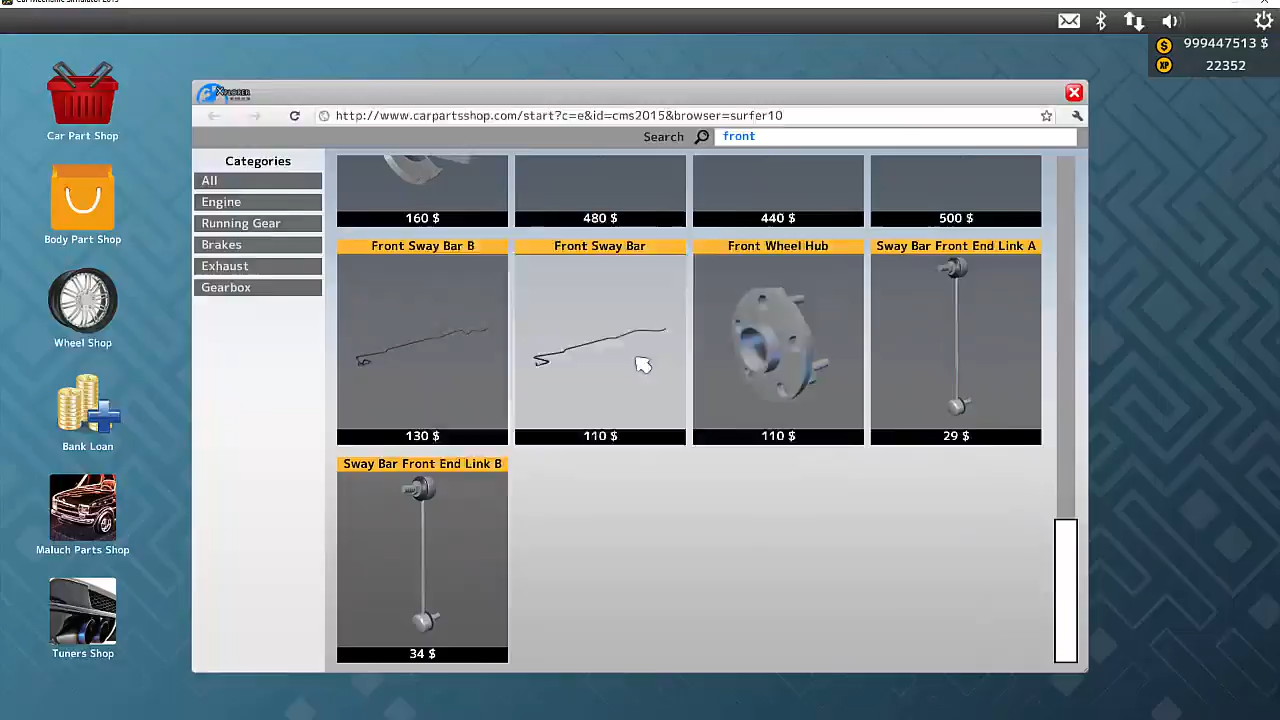 999447513 $
22352
Car Part Shop
Body Part Shop
Wheel Shop
Bank Loan
Maluch Parts Shop
Tuners Shop
XPLORER
http://www.carpartsshop.com/start?c=e&id=cms2015&browser=surfer10
Search
front
Categories
All
Engine
Running Gear
Brakes
Exhaust
Gearbox
160 $
480 $
440 $
500 $
Front Sway Bar B
Front Sway Bar
Front Wheel Hub
Sway Bar Front End Link A
130 $
110 $
110 $
29 $
Sway Bar Front End Link B
34 $